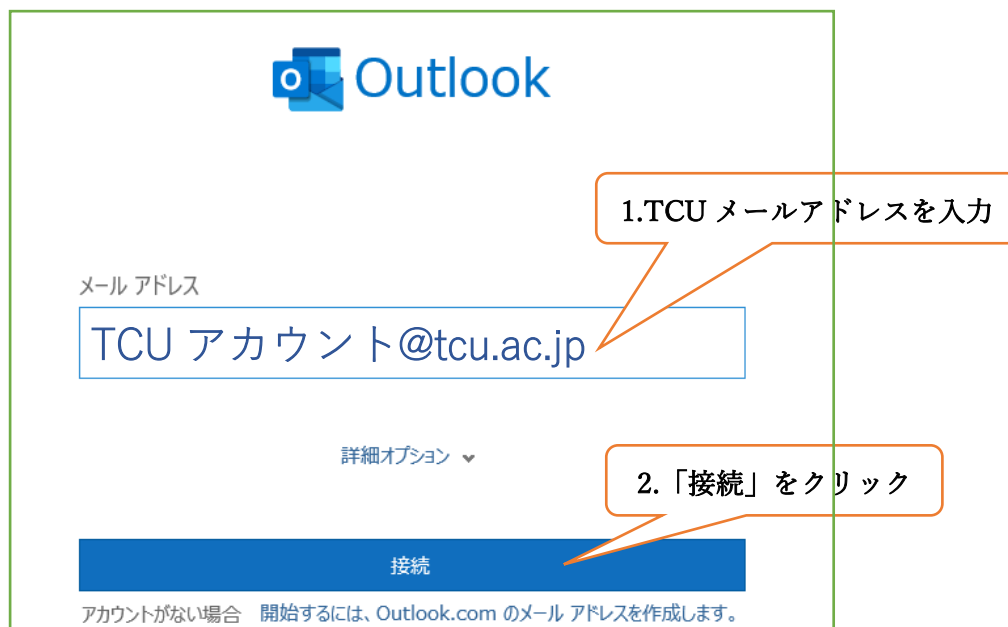 Outlook
1.TCU メールアドレスを入力
メール アドレス
TCU アカウント@tcu.ac.jp
詳細オプション
2.「接続」をクリック
接続
アカウントがない場合 開始するには、Outlook.com のメール アドレスを作成します。